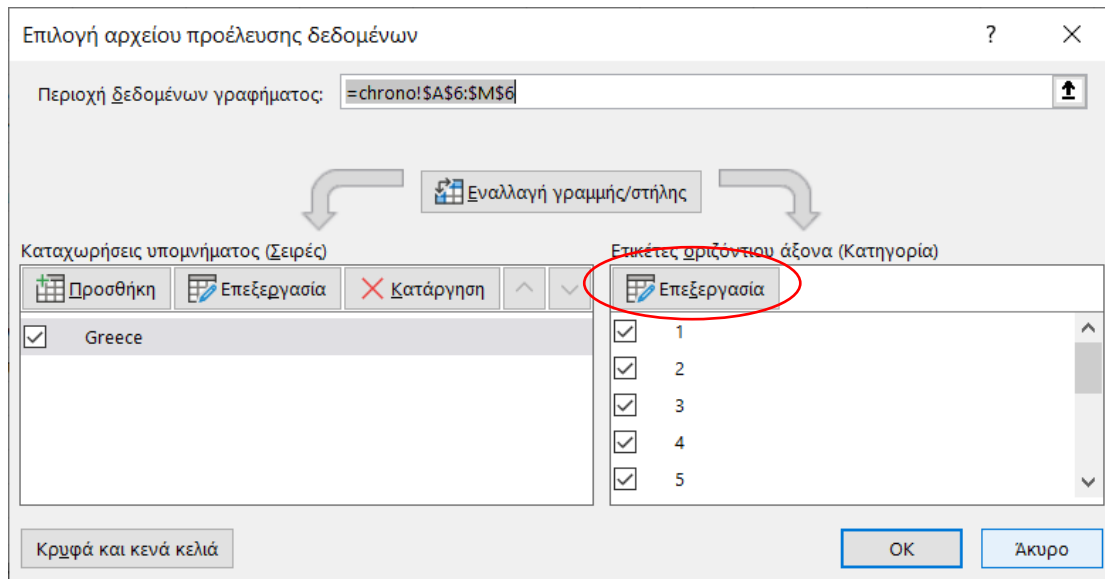 Επιλογή αρχείου προέλευσης δεδομένων ? ×
Περιοχή δεδομένων γραφήματος: =chrono!$A$6:$M$6
Εναλλαγή γραμμής/στήλης
Καταχωρήσεις υπομνήματος (Σειρές)
Προσθήκη Επεξεργασία Κατάργηση
Greece
Ετικέτες οριζόντιου άξονα (Κατηγορία)
Επεξεργασία
1
2
3
4
5
Κρυφά και κενά κελιά
OK Άκυρο